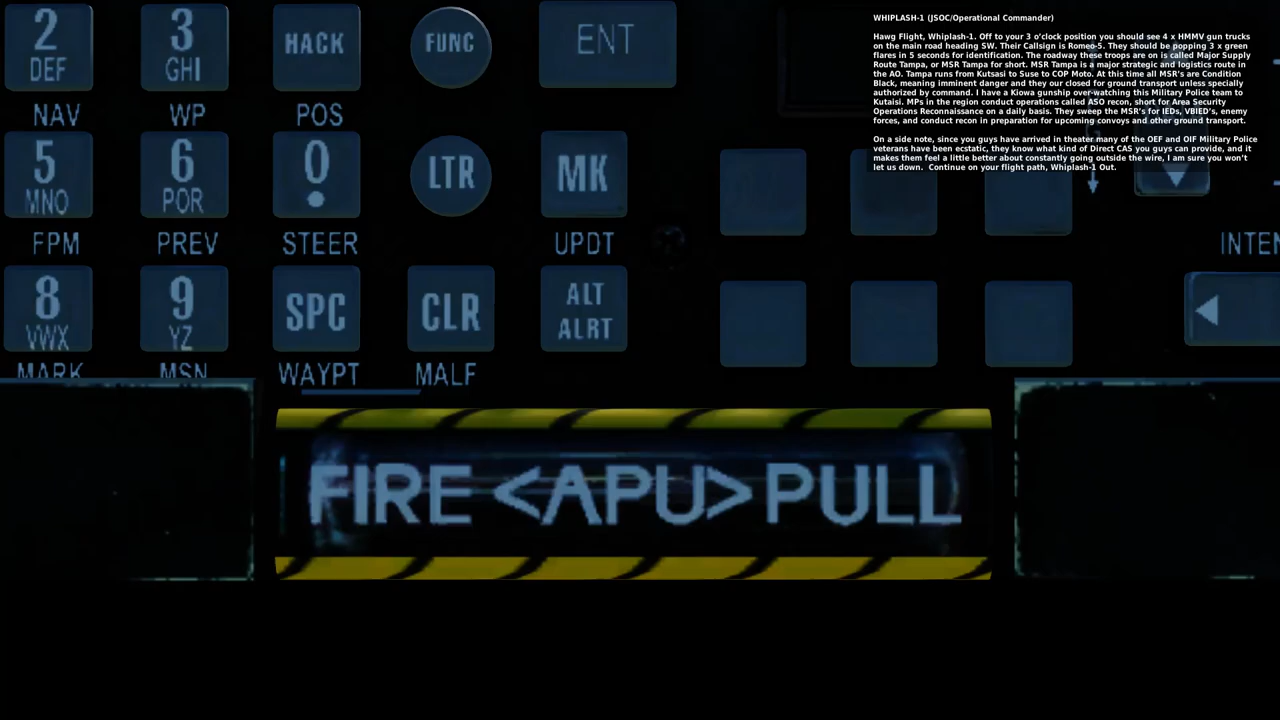 2
DEF
3
GHI
HACK
FUNC
ENT
NAV
WP
POS
5
MNO
6
POR
0
LTR
MK
FPM
PREV
STEER
UPDT
INTEN
8
VWX
9
YZ
SPC
CLR
ALT
ALRT
MARK
MSN
WAYPT
MALF
FIRE <APU> PULL
WHIPLASH-1 (JSOC/Operational Commander)
Hawg Flight, Whiplash-1. Off to your 3 o'clock position you should see 4 x HMMV gun trucks
on the main road heading SW. Their Callsign is Romeo-5. They should be popping 3 x green
flares in 5 seconds for identification. The roadway these troops are on is called Major Supply
Route Tampa, or MSR Tampa for short. MSR Tampa is a major strategic and logistics route in
the AO. Tampa runs from Kutsasi to Suse to COP Moto. At this time all MSR's are Condition
Black, meaning imminent danger and they our closed for ground transport unless specially
authorized by command. I have a Kiowa gunship over-watching this Military Police team to
Kutaisi. MPs in the region conduct operations called ASO recon, short for Area Security
Operations Reconnaissance on a daily basis. They sweep the MSR's for IEDs, VBIED's, enemy
forces, and conduct recon in preparation for upcoming convoys and other ground transport.
On a side note, since you guys have arrived in theater many of the OEF and OIF Military Police
veterans have been ecstatic, they know what kind of Direct CAS you guys can provide, and it
makes them feel a little better about constantly going outside the wire, I am sure you won't
let us down. Continue on your flight path, Whiplash-1 Out.